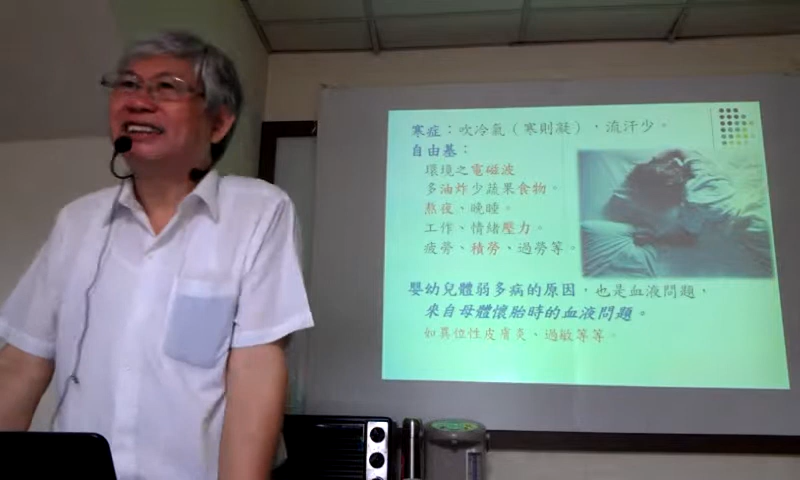 寒症：吹冷氣（寒則凝）、流汗少。
自由基：
環境之電磁波
多油炸少蔬果食物。
熬夜、晚睡。
工作、情緒壓力。
疲勞、積勞、過勞等。
嬰幼兒體弱多病的原因，也是血液問題，
來自母體懷胎時的血液問題。
如異位性皮膚炎、過敏等等。